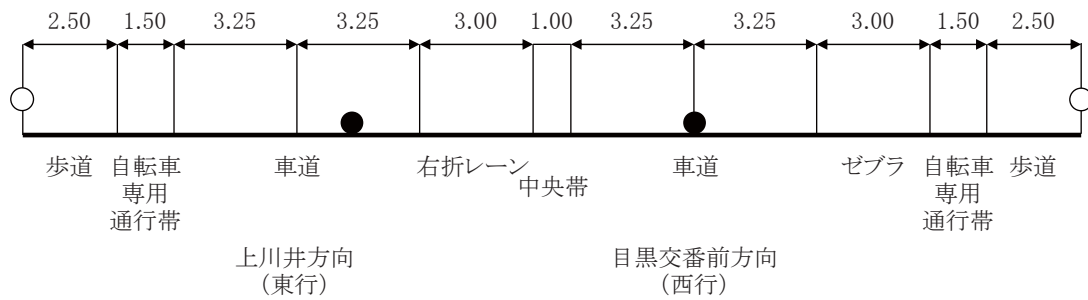 2.50 1.50 3.25 3.25 3.00 1.00 3.25 3.25 3.00 1.50 2.50
歩道 自転車専用通行帯 車道 右折レーン 中央帯 車道 ゼブラ 自転車専用通行帯 歩道
上川井方向
（東行）
目黒交番前方向
（西行）